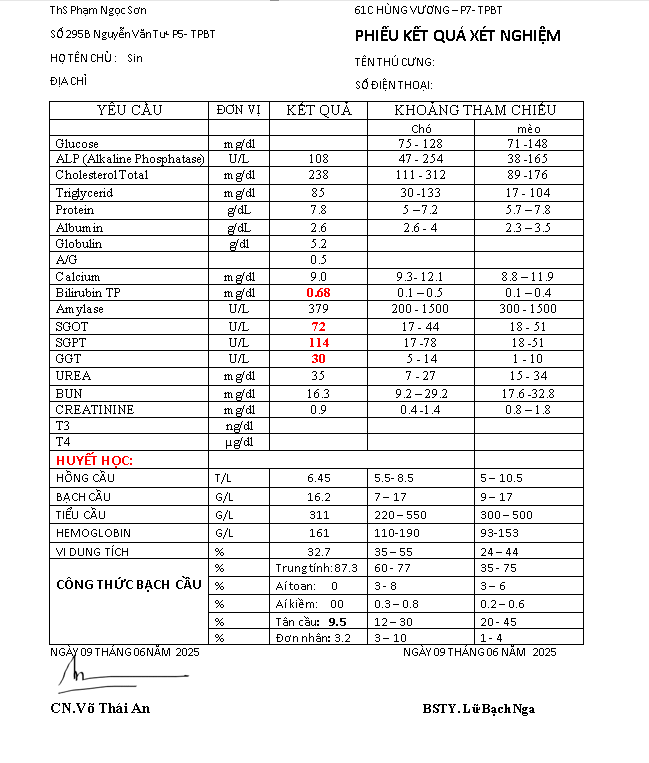 ThS Phạm Ngọc Sơn 61C HÙNG VƯƠNG – P7- TPBT
SỐ 295B Nguyễn Văn Tư- P5- TPBT PHIẾU KẾT QUẢ XÉT NGHIỆM
HỌ TÊN CHỦ : Sin TÊN THÚ CƯNG:
ĐỊA CHỈ SỐ ĐIỆN THOẠI:
YÊU CẦU ĐƠN VỊ KẾT QUẢ KHOẢNG THAM CHIẾU
Chó mèo
Glucose mg/dl 75 - 128 71 -148
ALP (Alkaline Phosphatase) U/L 108 47 - 254 38 -165
Cholesterol Total mg/dl 238 111 - 312 89 -176
Triglycerid mg/dl 85 30 -133 17 - 104
Protein g/dL 7.8 5 – 7.2 5.7 – 7.8
Albumin g/dL 2.6 2.6 - 4 2.3 – 3.5
Globulin g/dl 5.2
A/G 0.5
Calcium mg/dl 9.0 9.3- 12.1 8.8 – 11.9
Bilirubin TP mg/dl 0.68 0.1 – 0.5 0.1 – 0.4
Amylase U/L 379 200 - 1500 300 - 1500
SGOT U/L 72 17 - 44 18 - 51
SGPT U/L 114 17 -78 18 -51
GGT U/L 30 5 - 14 1 - 10
UREA mg/dl 35 7 - 27 15 - 34
BUN mg/dl 16.3 9.2 – 29.2 17.6 -32.8
CREATININE mg/dl 0.9 0.4 -1.4 0.8 – 1.8
T3 ng/dl
T4 µg/dl
HUYẾT HỌC:
HỒNG CẦU T/L 6.45 5.5- 8.5 5 – 10.5
BẠCH CẦU G/L 16.2 7 – 17 9 – 17
TIỂU CẦU G/L 311 220 – 550 300 – 500
HEMOGLOBIN G/L 161 110-190 93-153
VI DUNG TÍCH % 32.7 35 – 55 24 – 44
CÔNG THỨC BẠCH CẦU % Trung tính: 87.3 60 - 77 35 - 75
% Ái toan: 0 3 - 8 3 – 6
% Ái kiềm: 00 0.3 – 0.8 0.2 – 0.6
% Tân cầu: 9.5 12 – 30 20 - 45
% Đơn nhân: 3.2 3 – 10 1 - 4
NGÀY 09 THÁNG 06 NĂM 2025 NGÀY 09 THÁNG 06 NĂM 2025
CN.Võ Thái An BSTY. Lữ Bạch Nga